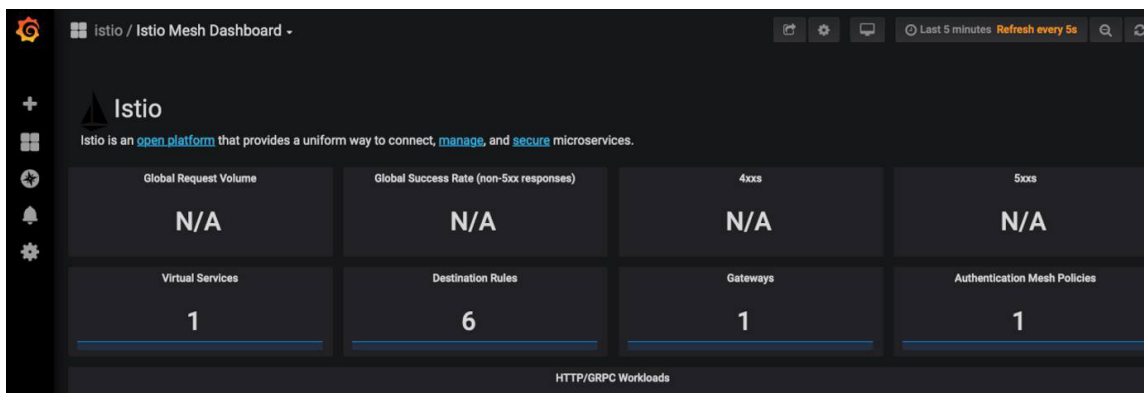 istio / Istio Mesh Dashboard
Last 5 minutes Refresh every 5s
Istio
Istio is an open platform that provides a uniform way to connect, manage, and secure microservices.
Global Request Volume
N/A
Global Success Rate (non-5xx responses)
N/A
4xxs
N/A
5xxs
N/A
Virtual Services
1
Destination Rules
6
Gateways
1
Authentication Mesh Policies
1
HTTP/GRPC Workloads